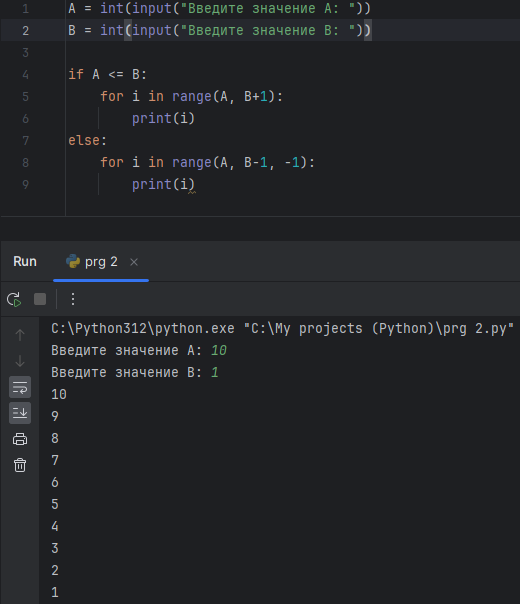 1 A = int(input("Введите значение A: "))
2 B = int(input("Введите значение B: "))
3
4 if A <= B:
5     for i in range(A, B+1):
6         print(i)
7 else:
8     for i in range(A, B-1, -1):
9         print(i)
Run prg 2
C:\Python312\python.exe "C:\My projects (Python)\prg 2.py"
Введите значение A: 10
Введите значение B: 1
10
9
8
7
6
5
4
3
2
1